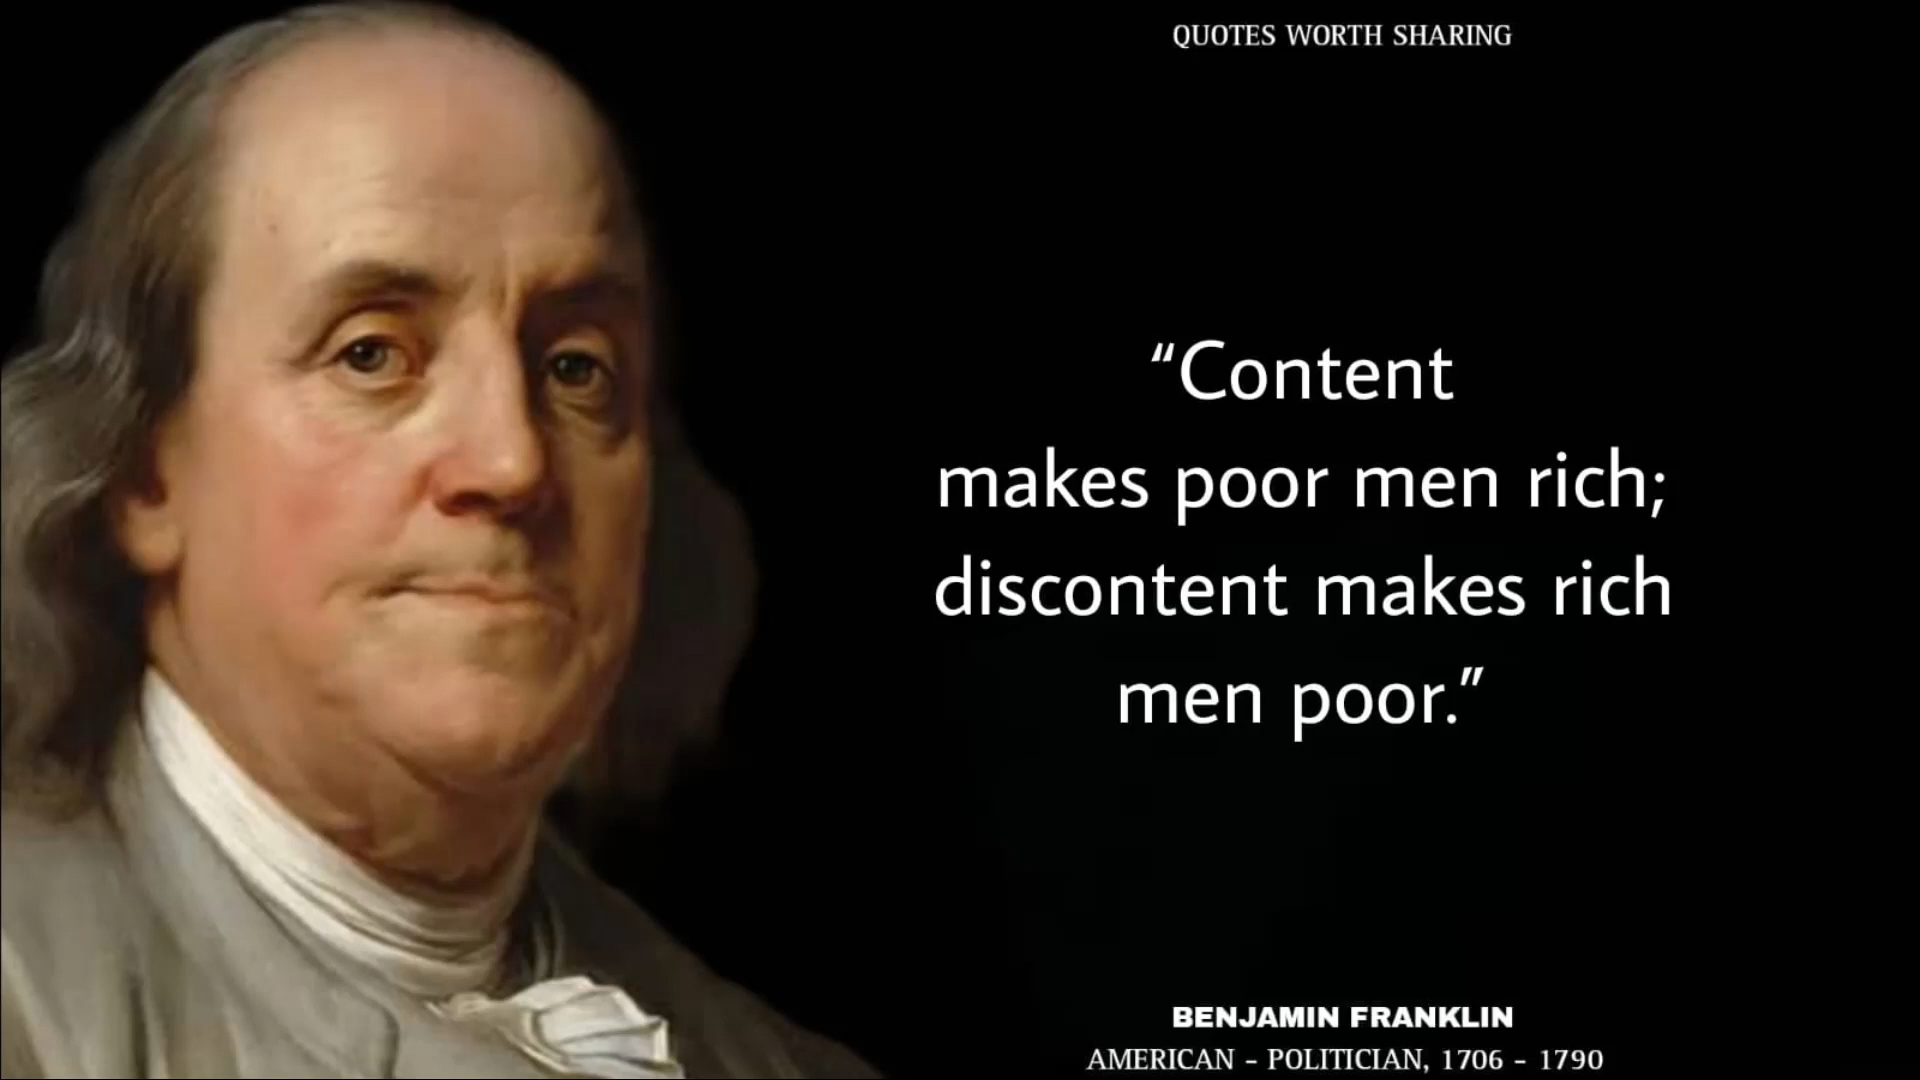 QUOTES WORTH SHARING
“Content
makes poor men rich;
discontent makes rich
men poor.”
BENJAMIN FRANKLIN
AMERICAN - POLITICIAN, 1706 - 1790